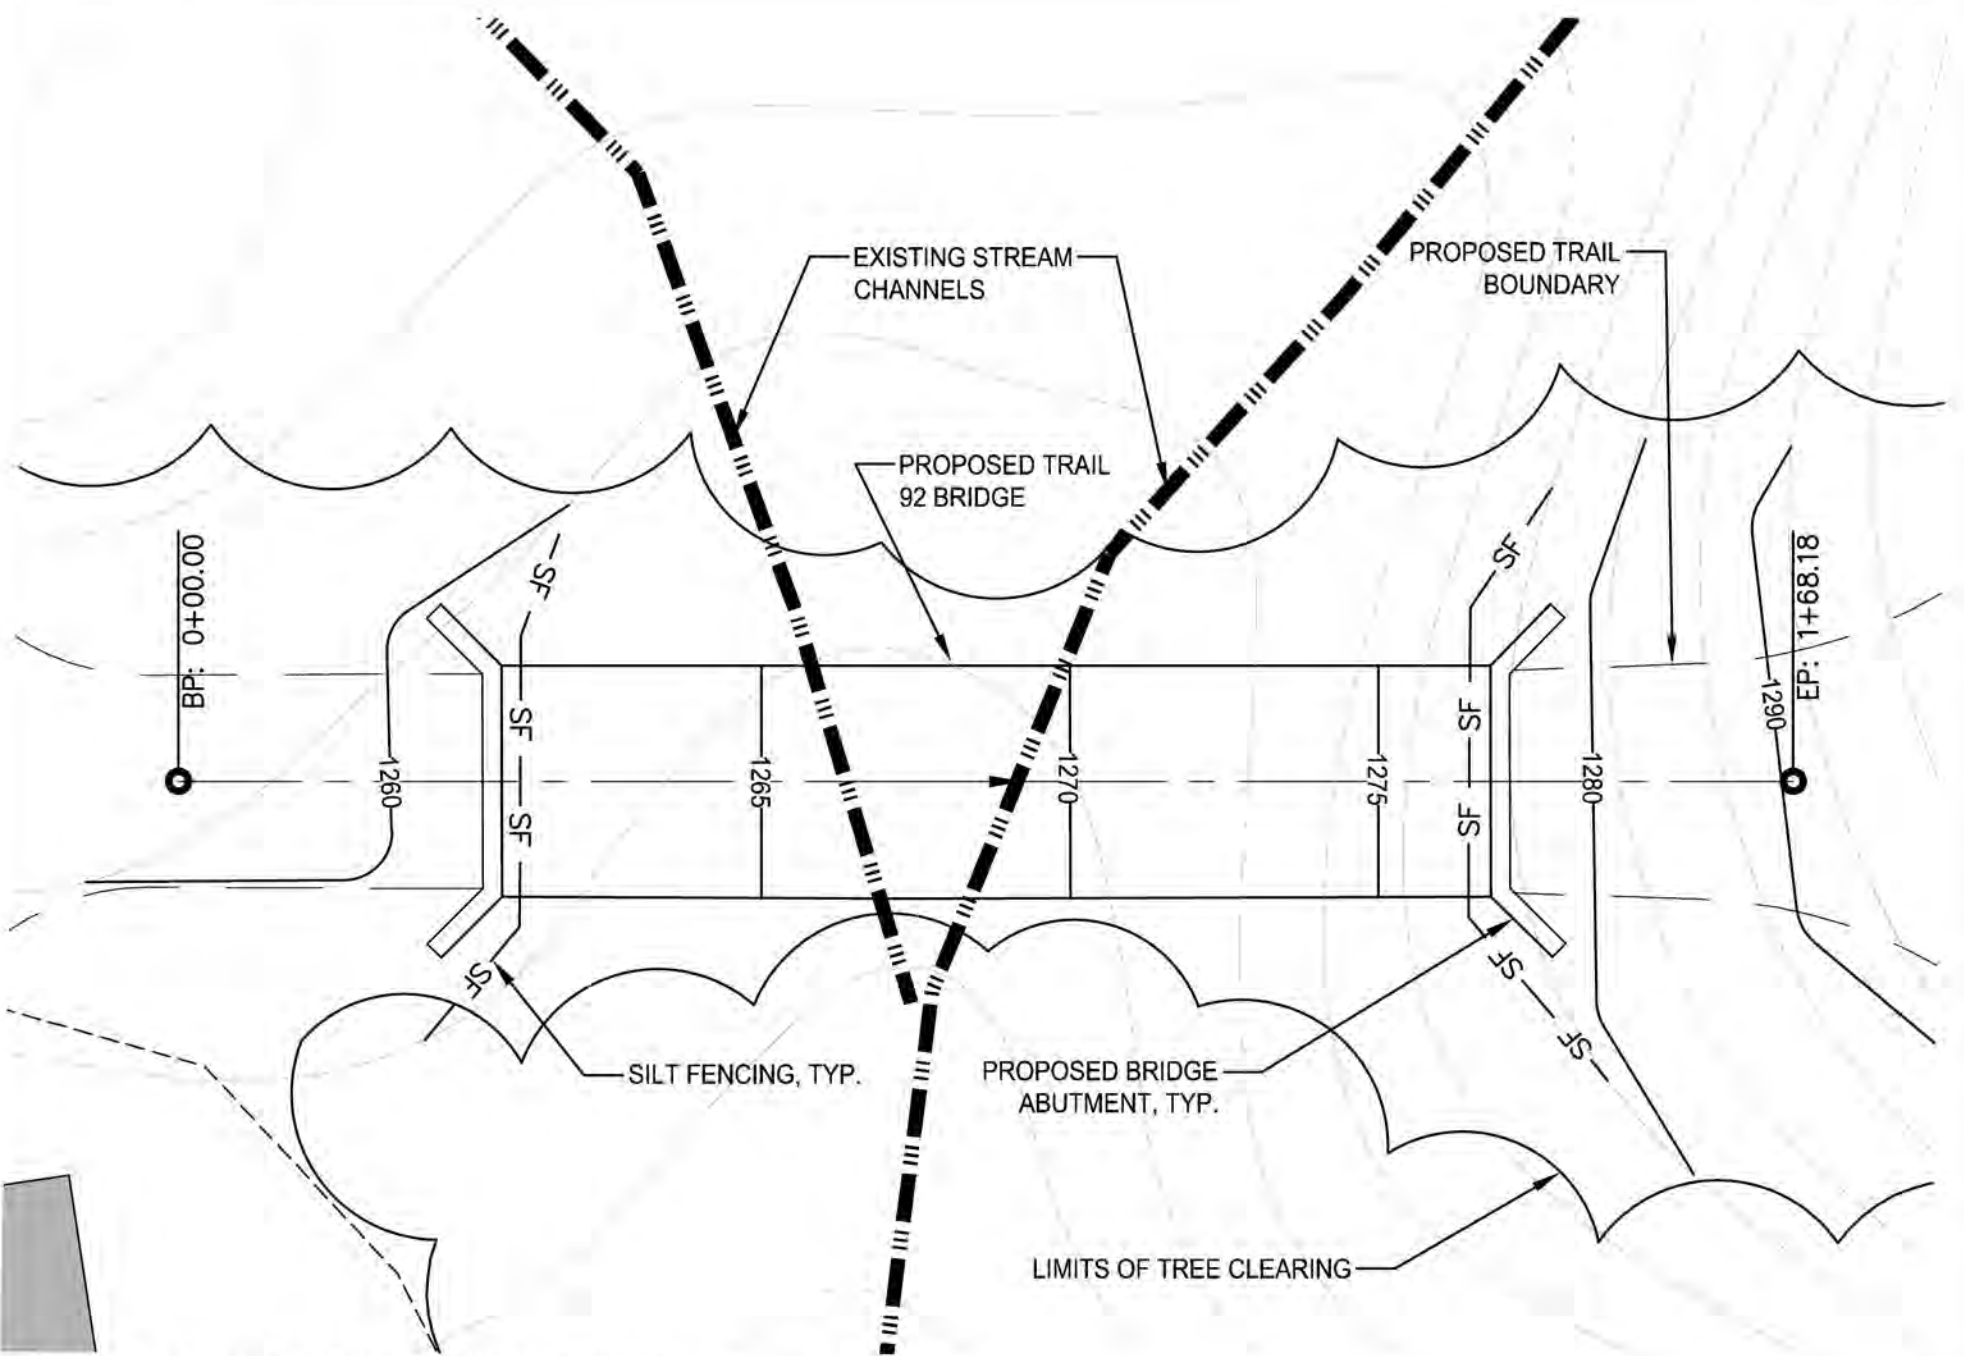 EXISTING STREAM
CHANNELS
PROPOSED TRAIL
BOUNDARY
PROPOSED TRAIL
92 BRIDGE
BP: 0+00.00
EP: 1+68.18
SF
SF
SF
SF
SF
SF
SF
SF
SF
1260
1265
1270
1275
1280
1290
SILT FENCING, TYP.
PROPOSED BRIDGE
ABUTMENT, TYP.
LIMITS OF TREE CLEARING